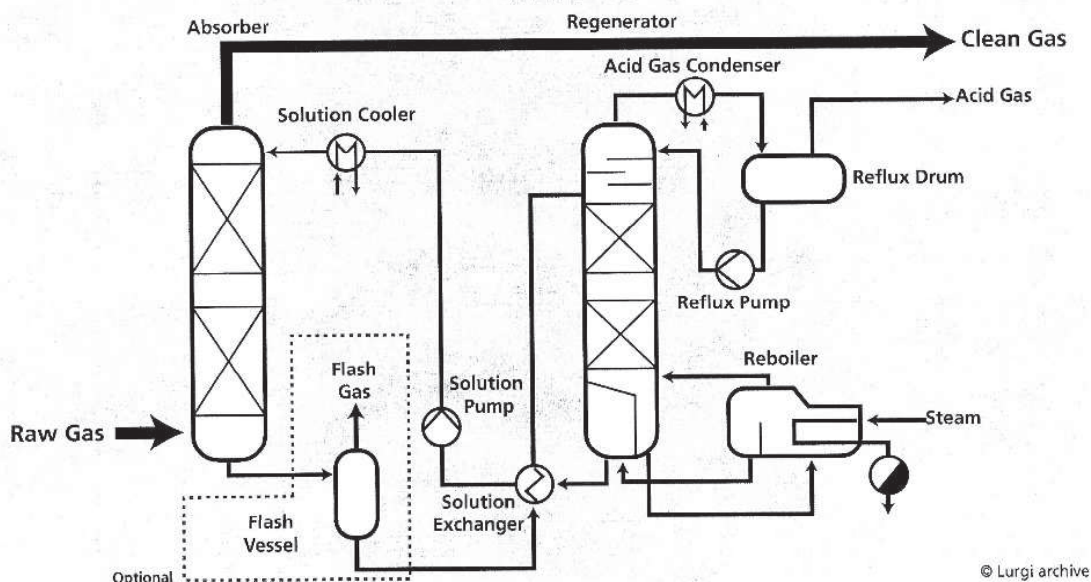 Absorber
Regenerator
Clean Gas
Acid Gas Condenser
Acid Gas
Solution Cooler
Reflux Drum
Reflux Pump
Reboiler
Flash
Gas
Solution
Pump
Steam
Raw Gas
Solution
Exchanger
Flash
Vessel
Optional
© Lurgi archive